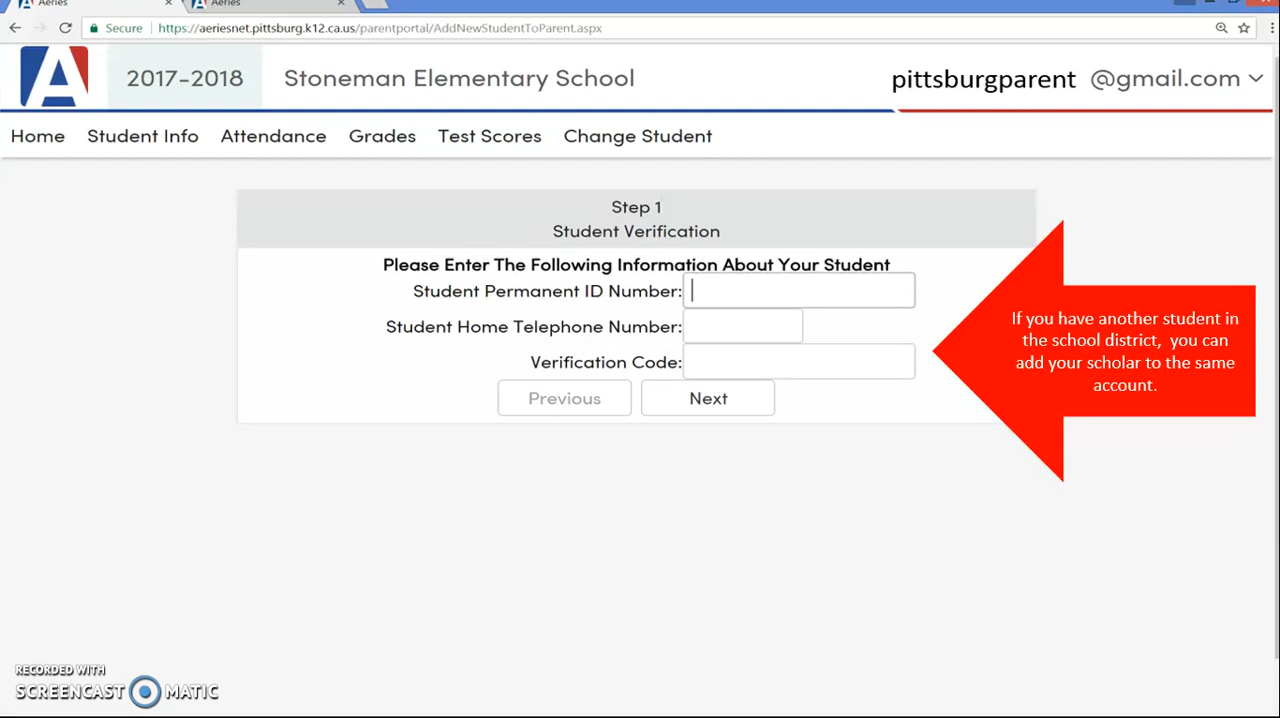 Aeries
Aeries
Secure https://aeriesnet.pittsburg.k12.ca.us/parentportal/AddNewStudentToParent.aspx
2017-2018 Stoneman Elementary School pittsburgparent @gmail.com
Home Student Info Attendance Grades Test Scores Change Student
Step 1
Student Verification
Please Enter The Following Information About Your Student
Student Permanent ID Number:
Student Home Telephone Number:
Verification Code:
Previous Next
If you have another student in
the school district, you can
add your scholar to the same
account.
RECORDED WITH
SCREENCAST MATIC